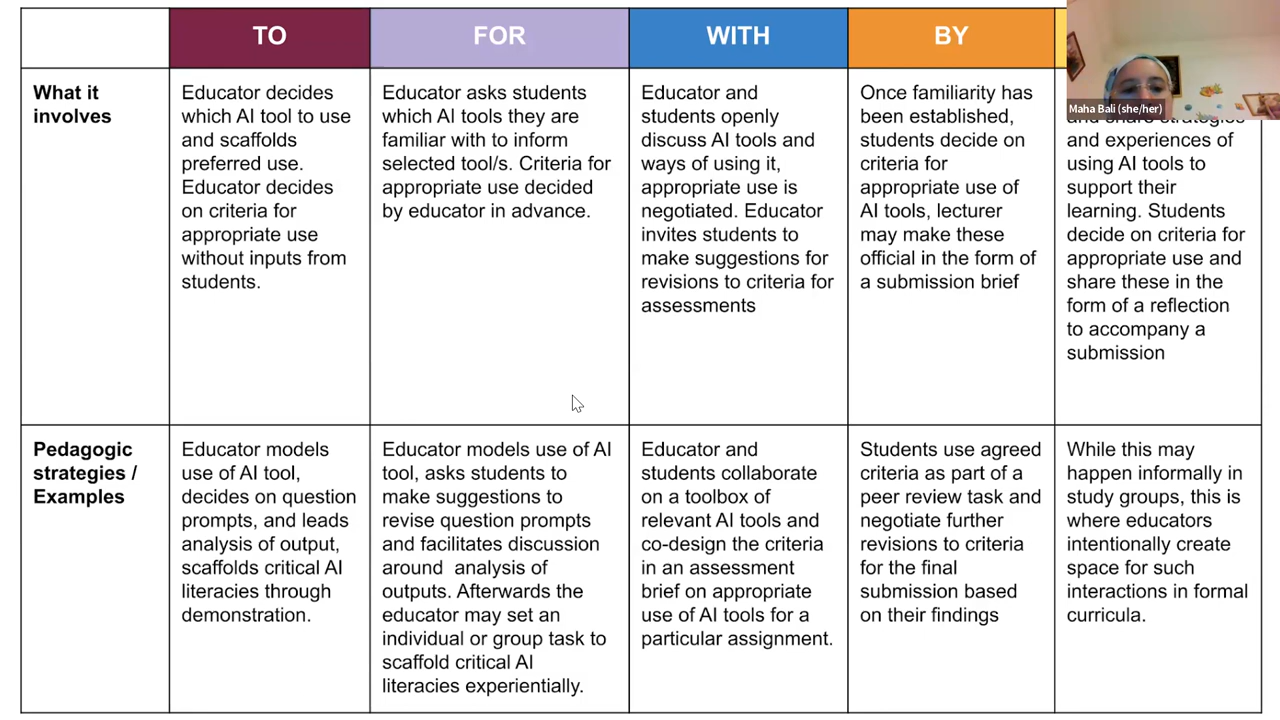 TO
FOR
WITH
BY
Maha Bali (she/her)
What it
involves
Educator decides
which AI tool to use
and scaffolds
preferred use.
Educator decides
on criteria for
appropriate use
without inputs from
students.
Educator asks students
which AI tools they are
familiar with to inform
selected tool/s. Criteria for
appropriate use decided
by educator in advance.
Educator and
students openly
discuss AI tools and
ways of using it,
appropriate use is
negotiated. Educator
invites students to
make suggestions for
revisions to criteria for
assessments
Once familiarity has
been established,
students decide on
criteria for
appropriate use of
AI tools, lecturer
may make these
official in the form of
a submission brief
and share strategies
and experiences of
using AI tools to
support their
learning. Students
decide on criteria for
appropriate use and
share these in the
form of a reflection
to accompany a
submission
Pedagogic
strategies /
Examples
Educator models
use of AI tool,
decides on question
prompts, and leads
analysis of output,
scaffolds critical AI
literacies through
demonstration.
Educator models use of AI
tool, asks students to
make suggestions to
revise question prompts
and facilitates discussion
around  analysis of
outputs. Afterwards the
educator may set an
individual or group task to
scaffold critical AI
literacies experientially.
Educator and
students collaborate
on a toolbox of
relevant AI tools and
co-design the criteria
in an assessment
brief on appropriate
use of AI tools for a
particular assignment.
Students use agreed
criteria as part of a
peer review task and
negotiate further
revisions to criteria
for the final
submission based
on their findings
While this may
happen informally in
study groups, this is
where educators
intentionally create
space for such
interactions in formal
curricula.